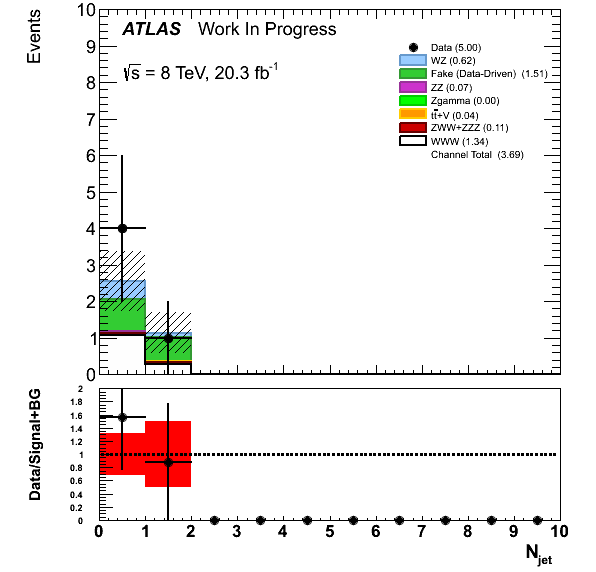 Events
10
9
8
7
6
5
4
3
2
1
0
ATLAS Work In Progress
√s = 8 TeV, 20.3 fb-1
Data (5.00)
WZ (0.62)
Fake (Data-Driven) (1.51)
ZZ (0.07)
Zgamma (0.00)
tt̄+V (0.04)
ZWW+ZZZ (0.11)
WWW (1.34)
Channel Total (3.69)
Data/Signal+BG
2
1.8
1.6
1.4
1.2
1
0.8
0.6
0.4
0.2
0
0 1 2 3 4 5 6 7 8 9 10
Njet